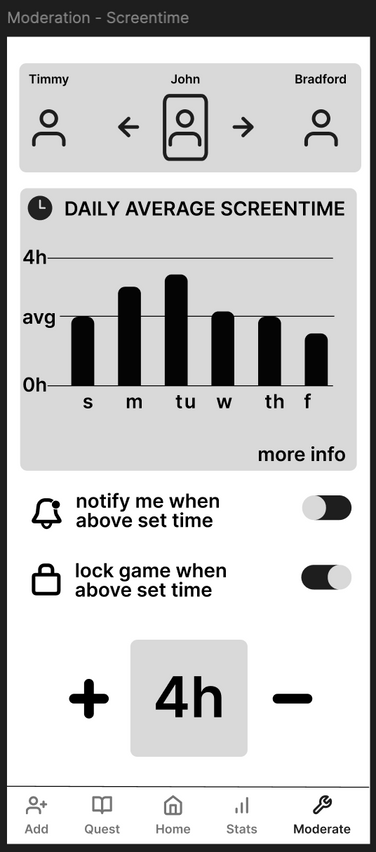 Moderation - Screentime
Timmy John Bradford
DAILY AVERAGE SCREENTIME
4h
avg
0h
s m tu w th f
more info
notify me when
above set time
lock game when
above set time
+ 4h −
Add Quest Home Stats Moderate